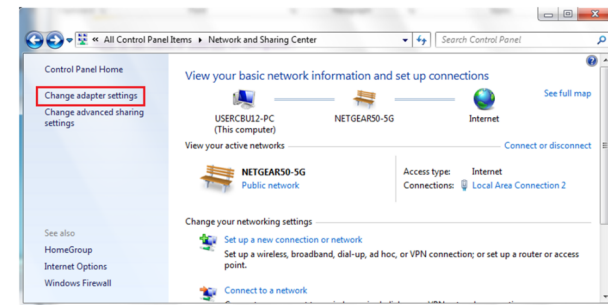 « All Control Panel Items ▸ Network and Sharing Center
Search Control Panel
Control Panel Home
Change adapter settings
Change advanced sharing
settings
See also
HomeGroup
Internet Options
Windows Firewall
View your basic network information and set up connections
See full map
USERCBU12-PC
(This computer)
NETGEAR50-5G
Internet
View your active networks
Connect or disconnect
NETGEAR50-5G
Public network
Access type: Internet
Connections: Local Area Connection 2
Change your networking settings
Set up a new connection or network
Set up a wireless, broadband, dial-up, ad hoc, or VPN connection; or set up a router or access
point.
Connect to a network